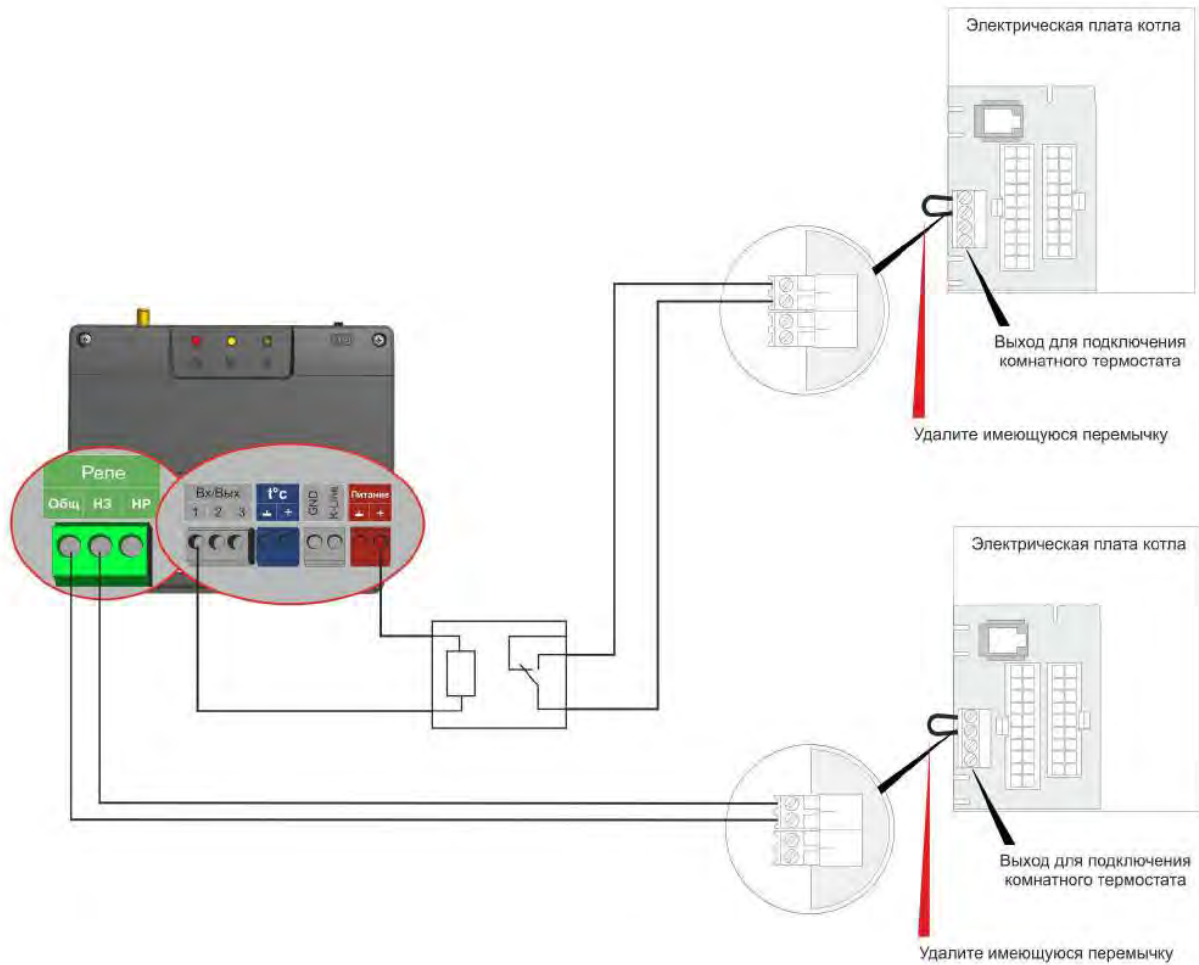 Электрическая плата котла
Выход для подключения
комнатного термостата
Удалите имеющуюся перемычку
Реле
Общ НЗ НР
Вх/Вых
1 2 3
t°c
+
GND
K-Line
Питание
+
Электрическая плата котла
Выход для подключения
комнатного термостата
Удалите имеющуюся перемычку